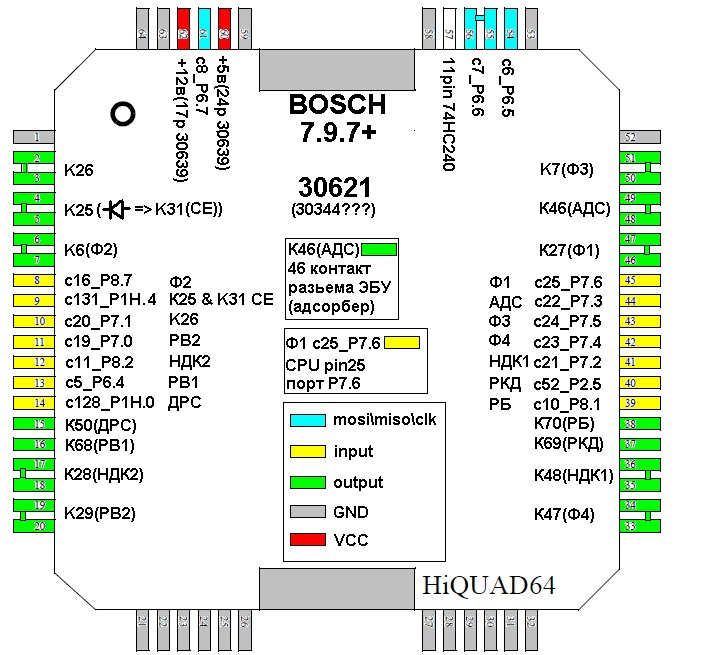 64 63 62 61 60 59
58 57 56 55 54 53
+12в(17р 30639)
c8_P6.7
+5в(24р 30639)
11pin 74HC240
c7_P6.6
c6_P6.5
BOSCH
7.9.7+
30621
(30344???)
1
2
3
K26
4
5
K25 ( => K31(CE))
6
7
K6(Ф2)
8 c16_P8.7 Ф2
9 c131_P1H.4 K25 & K31 CE
10 c20_P7.1 K26
11 c19_P7.0 РВ2
12 c11_P8.2 НДК2
13 c5_P6.4 РВ1
14 c128_P1H.0 ДРС
15 K50(ДРС)
16 K68(РВ1)
17
18
K28(НДК2)
19
20
K29(РВ2)
K46(АДС)
46 контакт
разьема ЭБУ
(адсорбер)
Ф1 c25_P7.6
CPU pin25
порт P7.6
mosi\miso\clk
input
output
GND
VCC
52
51
50
K7(Ф3)
49
48
K46(АДС)
47
46
K27(Ф1)
Ф1 c25_P7.6 45
АДС c22_P7.3 44
Ф3 c24_P7.5 43
Ф4 c23_P7.4 42
НДК1 c21_P7.2 41
РКД c52_P2.5 40
РБ c10_P8.1 39
K70(РБ) 38
K69(РКД) 37
36
35
K48(НДК1)
34
33
K47(Ф4)
HiQUAD64
21 22 23 24 25 26
27 28 29 30 31 32